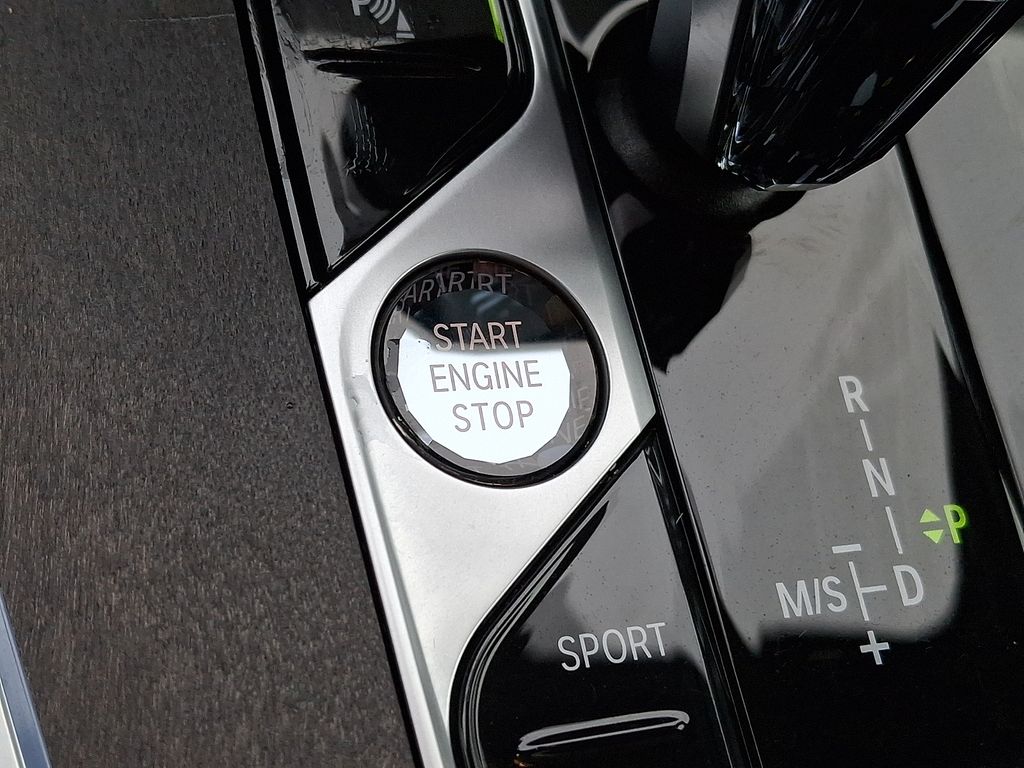 P
START
ENGINE
STOP
R
N
P
M/S D
+
SPORT